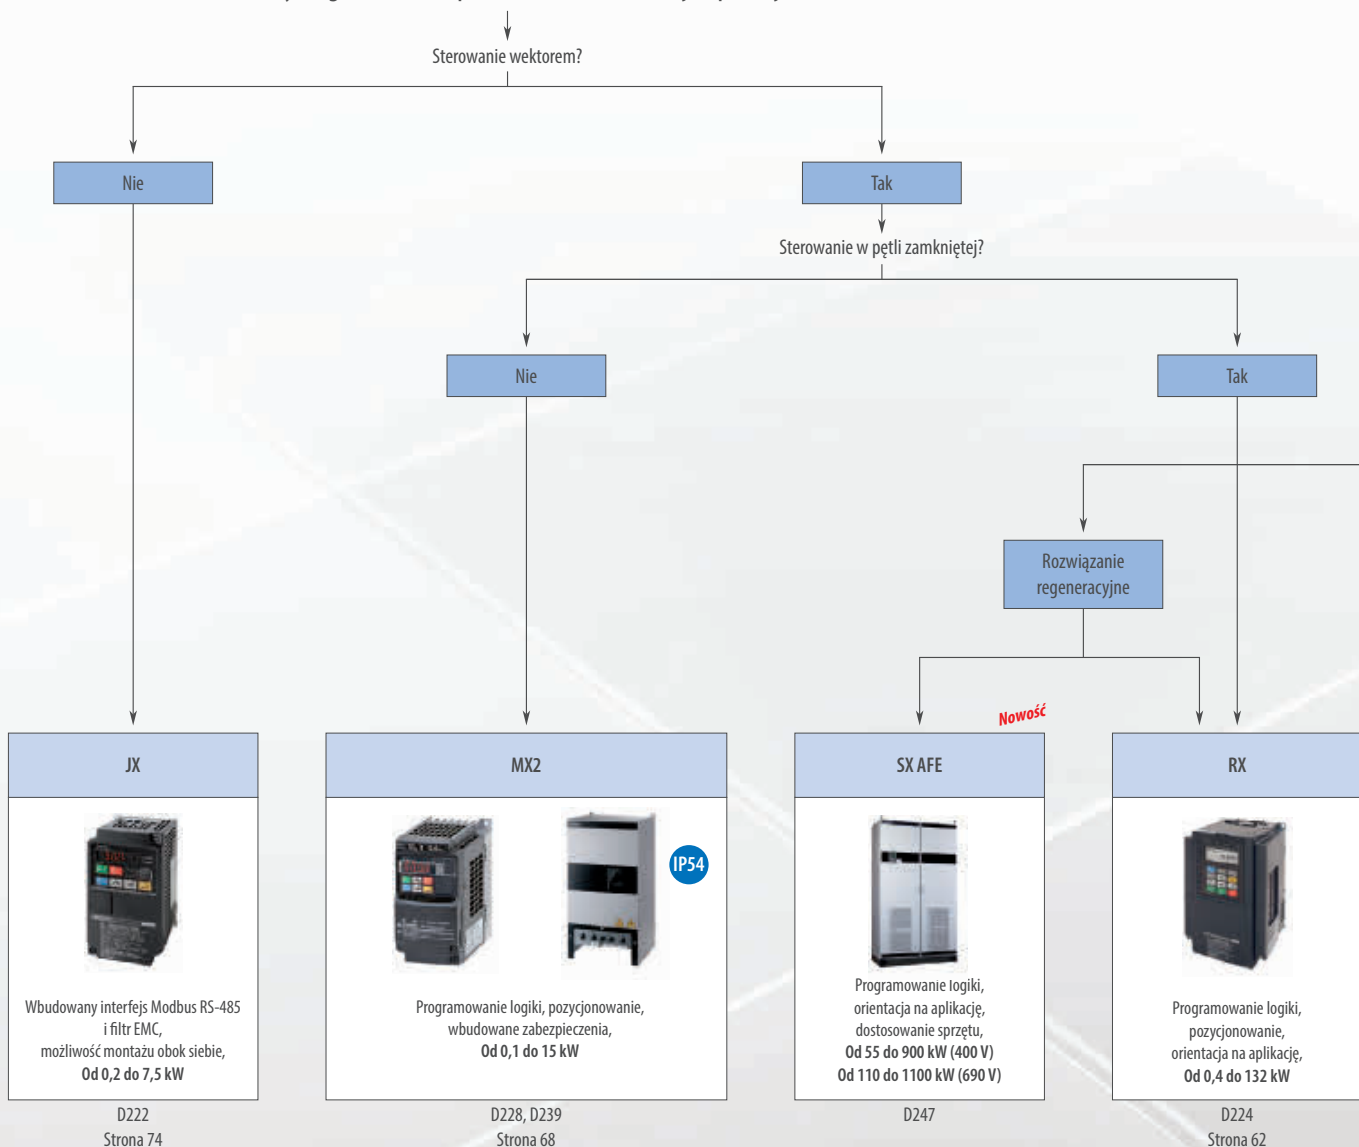 Sterowanie wektorem?
Nie
Tak
Sterowanie w pętli zamkniętej?
Nie
Tak
Rozwiązanie
regeneracyjne
Nowość
JX
Wbudowany interfejs Modbus RS-485
i filtr EMC,
możliwość montażu obok siebie,
Od 0,2 do 7,5 kW
D222
Strona 74
MX2
IP54
Programowanie logiki, pozycjonowanie,
wbudowane zabezpieczenia,
Od 0,1 do 15 kW
D228, D239
Strona 68
SX AFE
Programowanie logiki,
orientacja na aplikację,
dostosowanie sprzętu,
Od 55 do 900 kW (400 V)
Od 110 do 1100 kW (690 V)
D247
RX
Programowanie logiki,
pozycjonowanie,
orientacja na aplikację,
Od 0,4 do 132 kW
D224
Strona 62